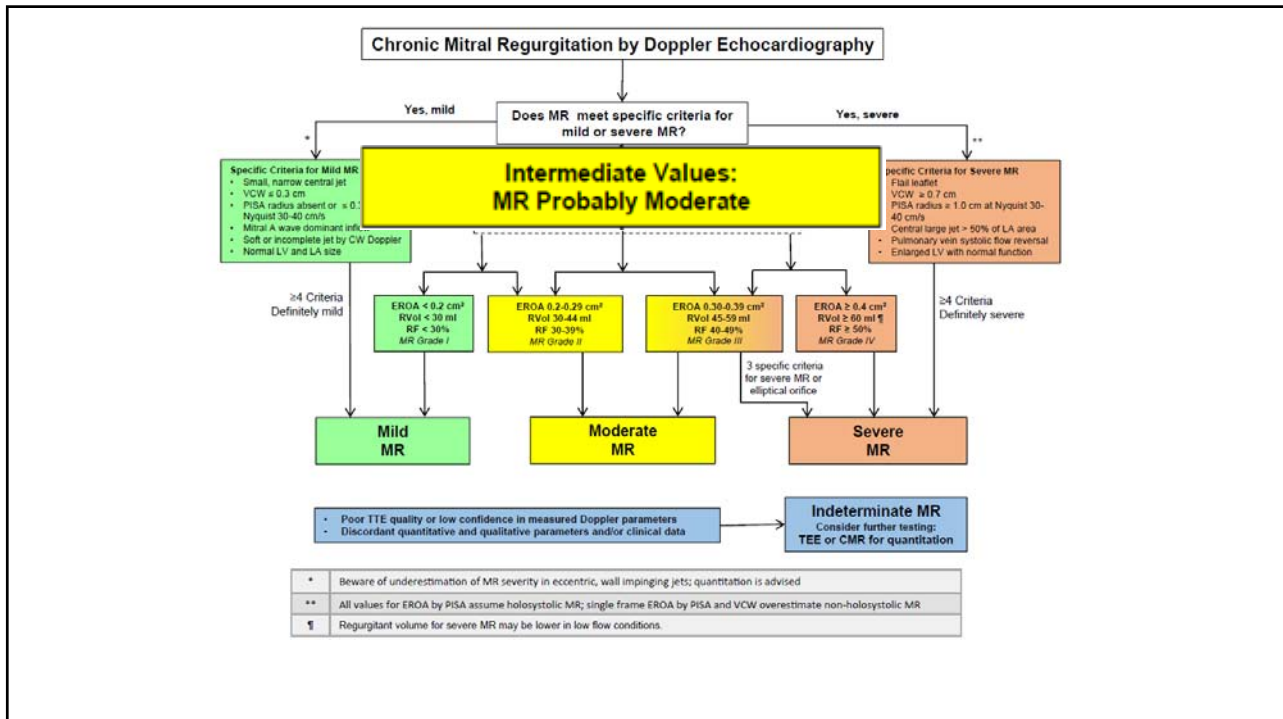 Chronic Mitral Regurgitation by Doppler Echocardiography
Yes, mild
Does MR meet specific criteria for
mild or severe MR?
Yes, severe
*
**
Specific Criteria for Mild MR
• Small, narrow central jet
• VCW ≤ 0.3 cm
• PISA radius absent or ≤ 0.
Nyquist 30-40 cm/s
• Mitral A wave dominant
• Soft or incomplete jet by CW Doppler
• Normal LV and LA size
Intermediate Values:
MR Probably Moderate
pecific Criteria for Severe MR
Flail leaflet
VCW ≥ 0.7 cm
PISA radius ≥ 1.0 cm at Nyquist 30-
40 cm/s
Central large jet > 50% of LA area
• Pulmonary vein systolic flow reversal
• Enlarged LV with normal function
≥4 Criteria
Definitely mild
EROA < 0.2 cm²
RVol < 30 ml
RF < 30%
MR Grade I
EROA 0.2-0.29 cm²
RVol 30-44 ml
RF 30-39%
MR Grade II
EROA 0.30-0.39 cm²
RVol 45-59 ml
RF 40-49%
MR Grade III
EROA ≥ 0.4 cm²
RVol ≥ 60 ml ¶
RF ≥ 50%
MR Grade IV
≥4 Criteria
Definitely severe
3 specific criteria
for severe MR or
elliptical orifice
Mild
MR
Moderate
MR
Severe
MR
• Poor TTE quality or low confidence in measured Doppler parameters
• Discordant quantitative and qualitative parameters and/or clinical data
Indeterminate MR
Consider further testing:
TEE or CMR for quantitation
* Beware of underestimation of MR severity in eccentric, wall impinging jets; quantitation is advised
** All values for EROA by PISA assume holosystolic MR; single frame EROA by PISA and VCW overestimate non-holosystolic MR
¶ Regurgitant volume for severe MR may be lower in low flow conditions.